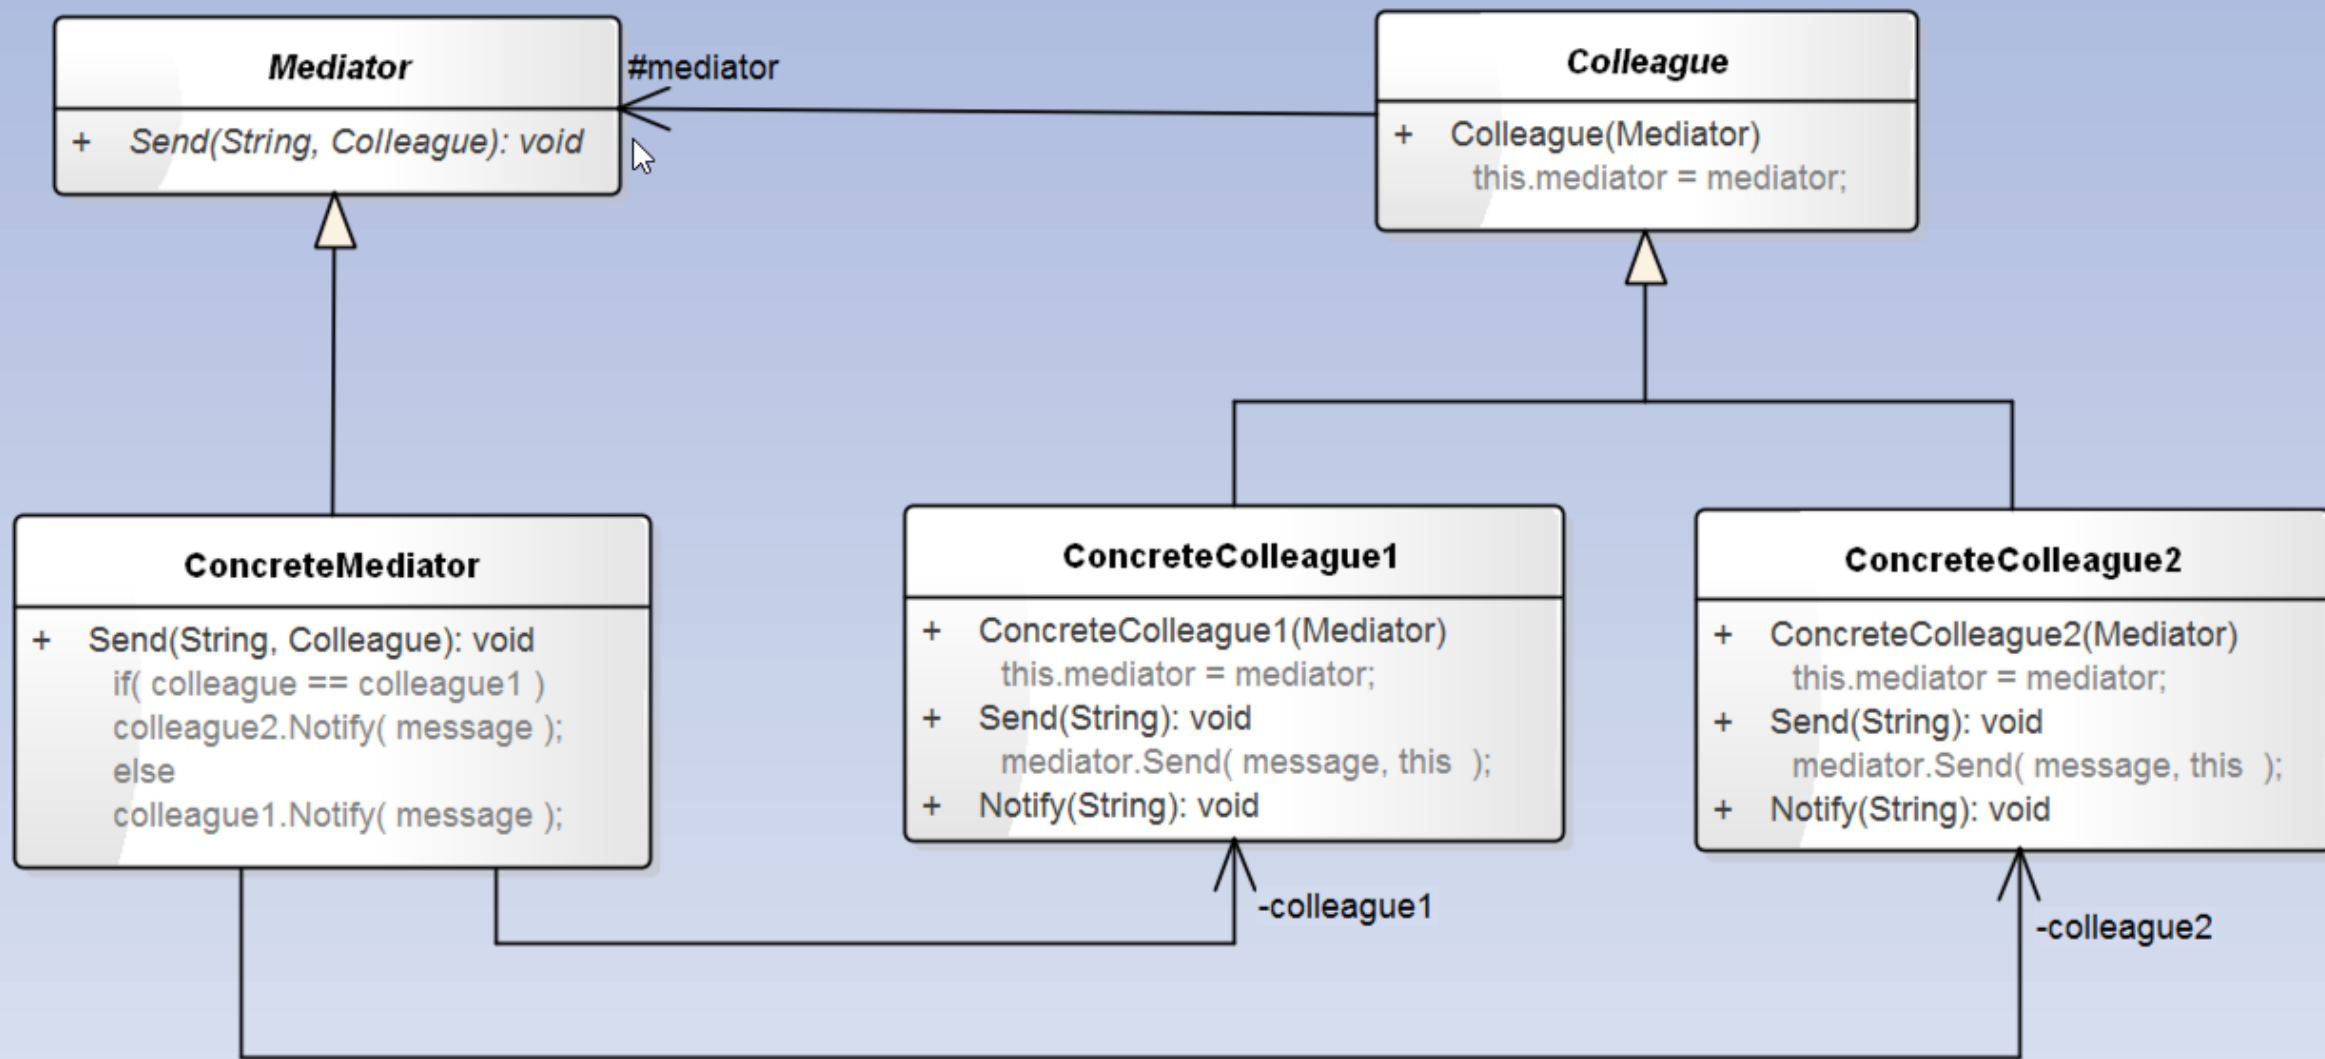 Mediator
+ Send(String, Colleague): void
#mediator
Colleague
+ Colleague(Mediator)
this.mediator = mediator;
ConcreteMediator
+ Send(String, Colleague): void
if( colleague == colleague1 )
colleague2.Notify( message );
else
colleague1.Notify( message );
ConcreteColleague1
+ ConcreteColleague1(Mediator)
this.mediator = mediator;
+ Send(String): void
mediator.Send( message, this  );
+ Notify(String): void
ConcreteColleague2
+ ConcreteColleague2(Mediator)
this.mediator = mediator;
+ Send(String): void
mediator.Send( message, this  );
+ Notify(String): void
-colleague1
-colleague2